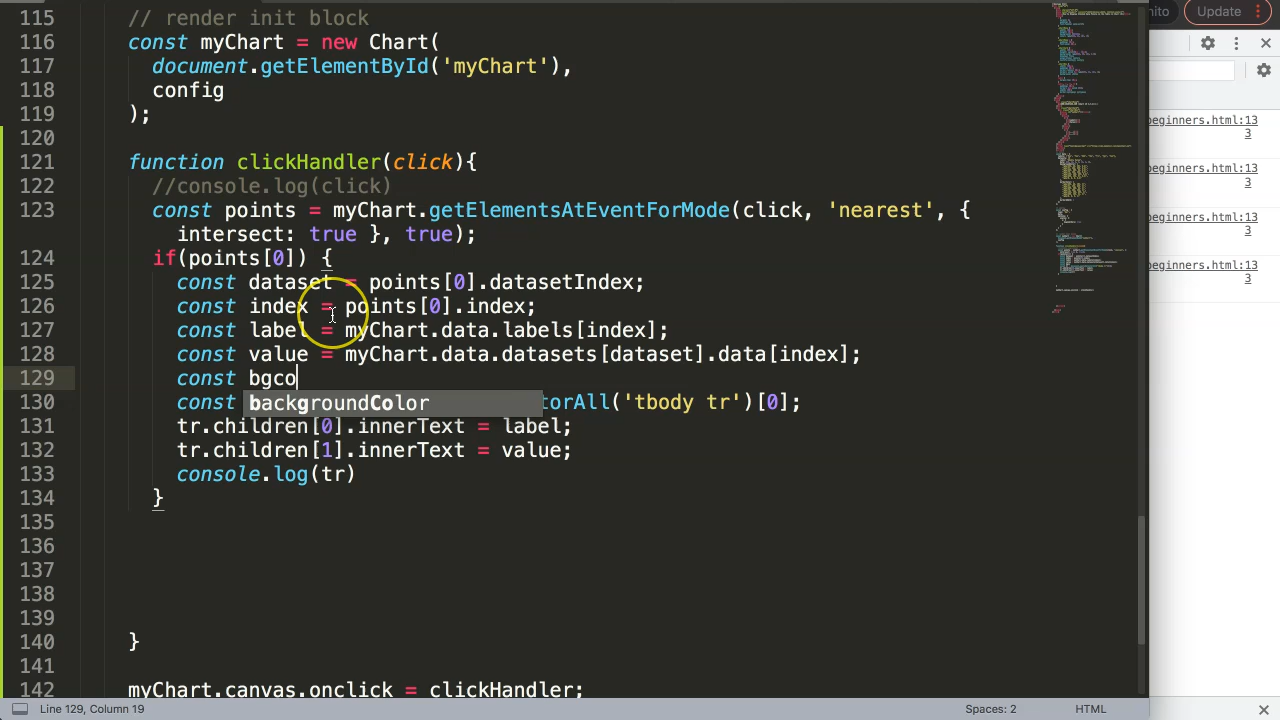 115 // render init block
nito Update
116 const myChart = new Chart(
117 document.getElementById('myChart'),
118 config
119 );
beginners.html:13
3
120
121 function clickHandler(click){
beginners.html:13
3
122 //console.log(click)
123 const points = myChart.getElementsAtEventForMode(click, 'nearest', {
beginners.html:13
3
intersect: true }, true);
124 if(points[0]) {
beginners.html:13
3
125 const dataset = points[0].datasetIndex;
126 const index = points[0].index;
127 const label = myChart.data.labels[index];
128 const value = myChart.data.datasets[dataset].data[index];
129 const bgco
backgroundColor
130 const torAll('tbody tr')[0];
131 tr.children[0].innerText = label;
132 tr.children[1].innerText = value;
133 console.log(tr)
134 }
135
136
137
138
139
140 }
141
142 myChart.canvas.onclick = clickHandler;
Line 129, Column 19
Spaces: 2
HTML